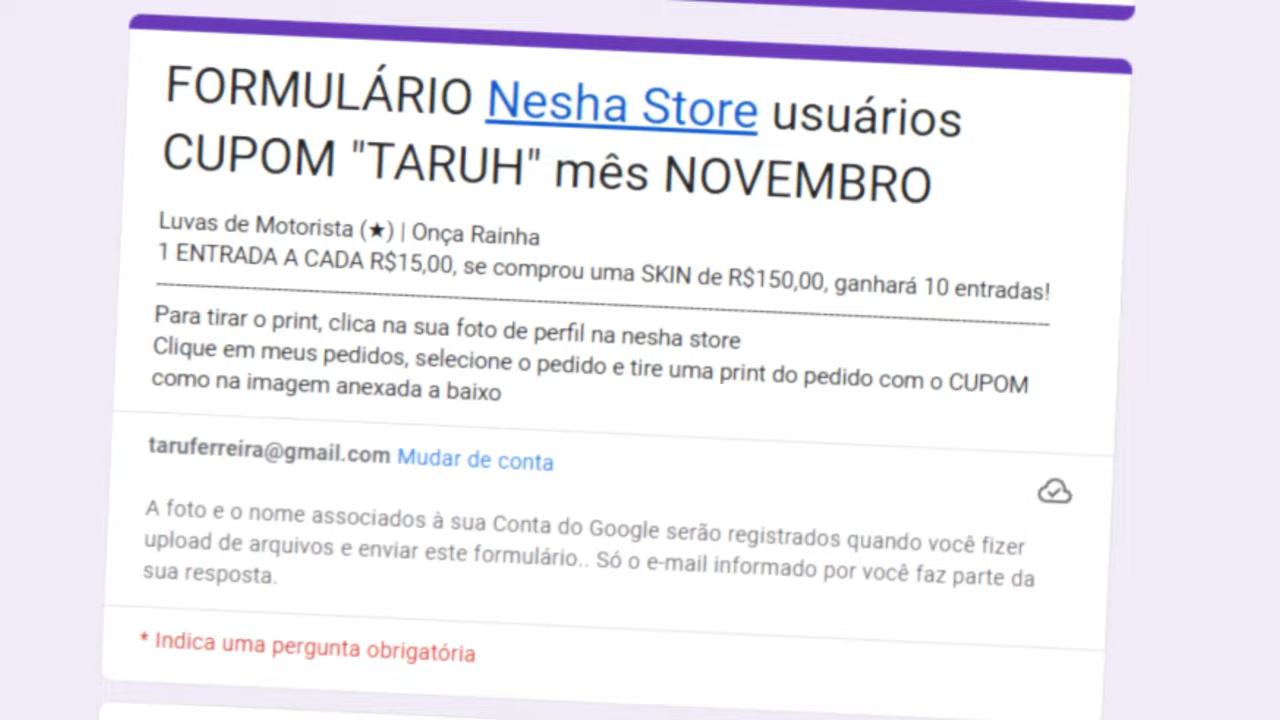 FORMULÁRIO Nesha Store usuários
CUPOM "TARUH" mês NOVEMBRO
Luvas de Motorista (★) | Onça Rainha
1 ENTRADA A CADA R$15,00, se comprou uma SKIN de R$150,00, ganhará 10 entradas!
Para tirar o print, clica na sua foto de perfil na nesha store
Clique em meus pedidos, selecione o pedido e tire uma print do pedido com o CUPOM
como na imagem anexada a baixo
taruferreira@gmail.com Mudar de conta
A foto e o nome associados à sua Conta do Google serão registrados quando você fizer
upload de arquivos e enviar este formulário.. Só o e-mail informado por você faz parte da
sua resposta.
* Indica uma pergunta obrigatória